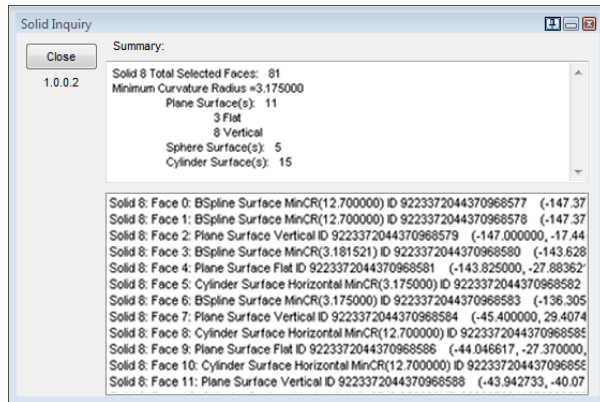 Solid Inquiry
Close
1.0.0.2
Summary:
Solid 8 Total Selected Faces: 81
Minimum Curvature Radius =3.175000
Plane Surface(s): 11
3 Flat
8 Vertical
Sphere Surface(s): 5
Cylinder Surface(s): 15
Solid 8: Face 0: BSpline Surface MinCR(12.700000) ID 9223372044370968577 (-147.37
Solid 8: Face 1: BSpline Surface MinCR(12.700000) ID 9223372044370968578 (-147.37
Solid 8: Face 2: Plane Surface Vertical ID 9223372044370968579 (-147.000000, -17.44
Solid 8: Face 3: BSpline Surface MinCR(3.181521) ID 9223372044370968580 (-143.628
Solid 8: Face 4: Plane Surface Flat ID 9223372044370968581 (-143.825000, -27.88362
Solid 8: Face 5: Cylinder Surface Horizontal MinCR(3.175000) ID 9223372044370968582
Solid 8: Face 6: BSpline Surface MinCR(3.175000) ID 9223372044370968583 (-136.305
Solid 8: Face 7: Plane Surface Vertical ID 9223372044370968584 (-45.400000, 29.4074
Solid 8: Face 8: Cylinder Surface Horizontal MinCR(12.700000) ID 9223372044370968585
Solid 8: Face 9: Plane Surface Flat ID 9223372044370968586 (-44.046617, -27.370000,
Solid 8: Face 10: Cylinder Surface Horizontal MinCR(12.700000) ID 922337204437096858
Solid 8: Face 11: Plane Surface Vertical ID 9223372044370968588 (-43.942733, -40.07